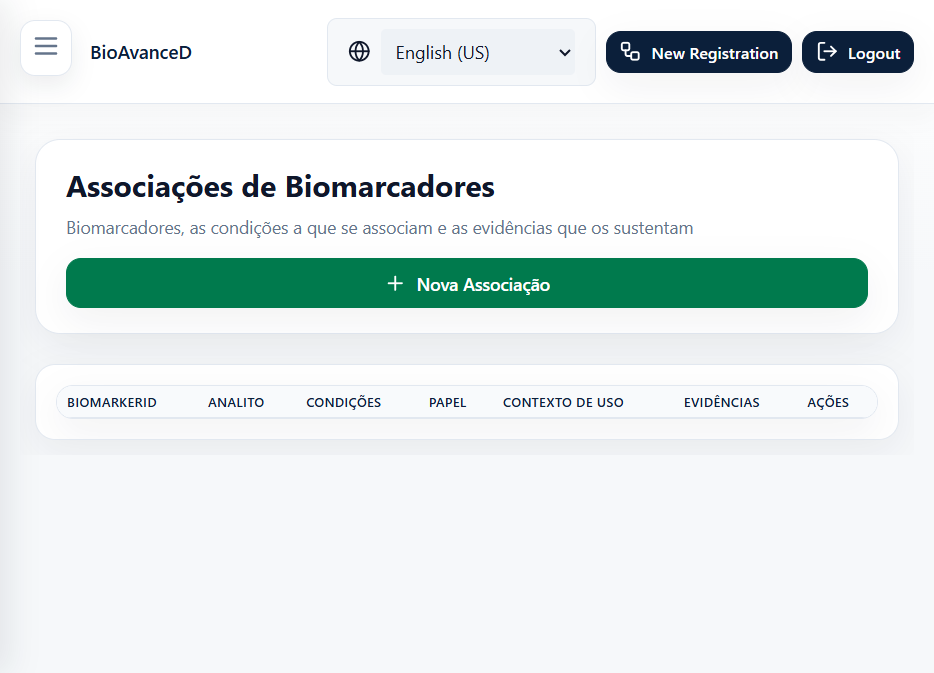 BioAvanceD
English (US)
New Registration
Logout
Associações de Biomarcadores
Biomarcadores, as condições a que se associam e as evidências que os sustentam
+ Nova Associação
BIOMARKERID ANALITO CONDIÇÕES PAPEL CONTEXTO DE USO EVIDÊNCIAS AÇÕES